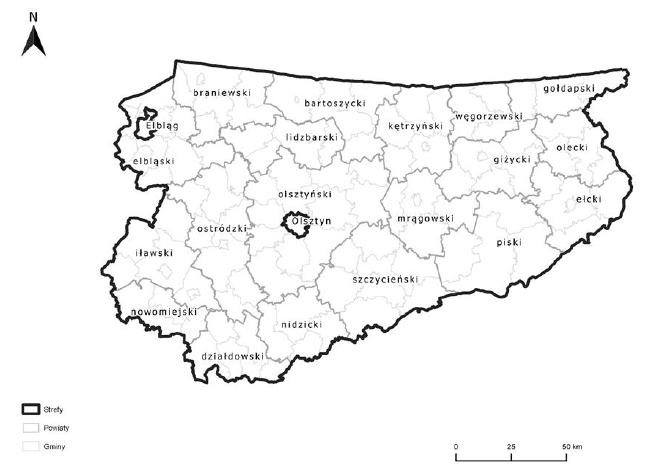 N
braniewski
bartoszycki
gołdapski
kętrzyński
węgorzewski
Elbląg
lidzbarski
olecki
elbląski
giżycki
olsztyński
ełcki
Olsztyn
mrągowski
ostródzki
piski
iławski
szczycieński
nowomiejski
nidzicki
działdowski
Strefy
Powiaty
Gminy
0 25 50 km